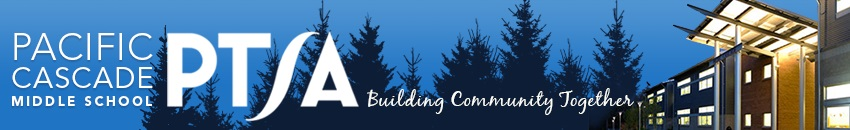 PACIFIC
CASCADE
MIDDLE SCHOOL
PTSA
Building Community Together